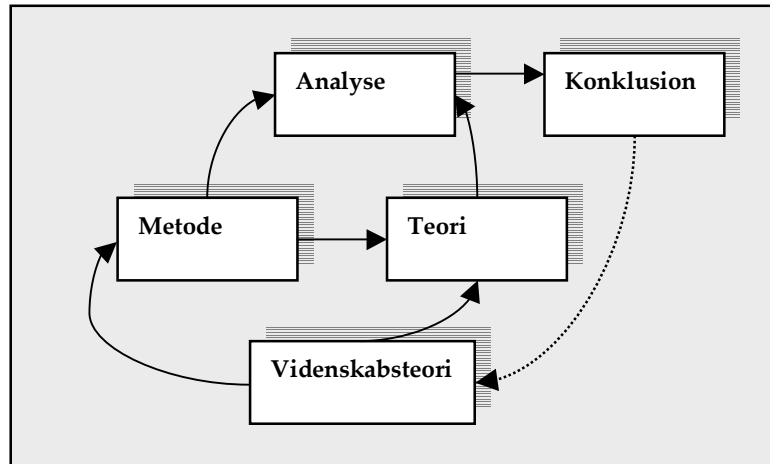 Analyse
Konklusion
Metode
Teori
Videnskabsteori